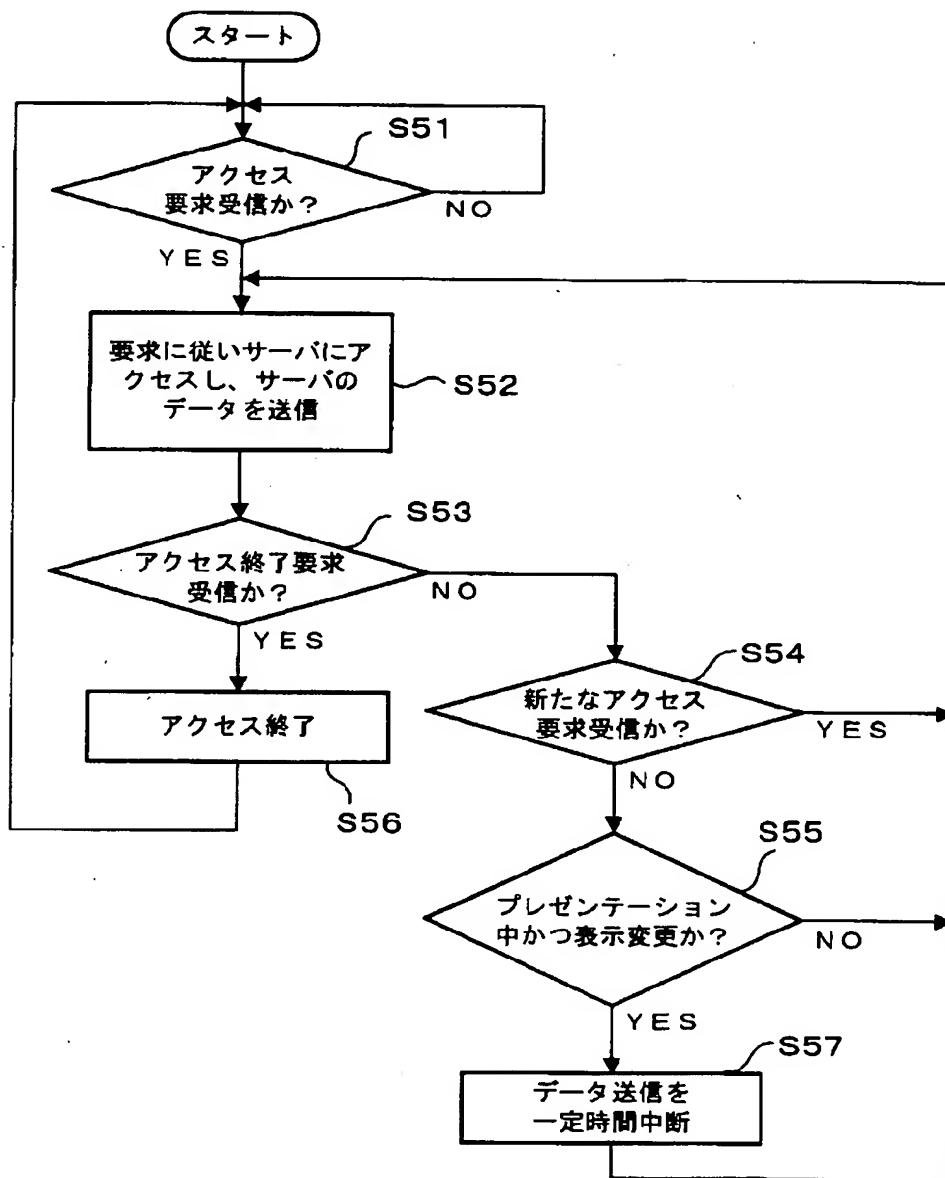 スタート
S51
アクセス
要求受信か?
NO
YES
要求に従いサーバにア
クセスし、サーバの
データを送信
S52
S53
アクセス終了要求
受信か?
NO
YES
S54
新たなアクセス
要求受信か?
YES
NO
アクセス終了
S56
S55
プレゼンテーション
中かつ表示変更か?
NO
YES
S57
データ送信を
一定時間中断